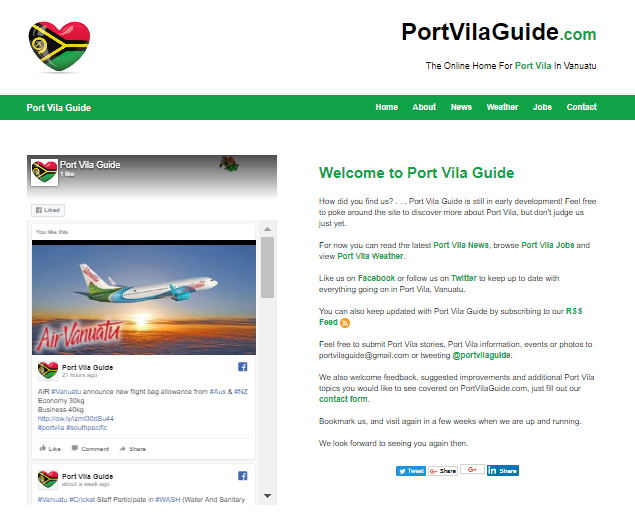 PortVilaGuide.com
The Online Home For Port Vila In Vanuatu
Port Vila Guide
Home About News Weather Jobs Contact
Port Vila Guide
1 like
Liked
You like this
Air Vanuatu
Port Vila Guide
21 hours ago
AIR #Vanuatu announce new flight bag allowance from #Aus & #NZ
Economy 30kg
Business 40kg
http://ow.ly/izmI30dSu44
#portvila #southpacific
Like Comment Share
Port Vila Guide
about a week ago
#Vanuatu #Cricket Staff Participate in #WASH (Water And Sanitary
Welcome to Port Vila Guide
How did you find us? . . . Port Vila Guide is still in early development! Feel free
to poke around the site to discover more about Port Vila, but don't judge us
just yet.
For now you can read the latest Port Vila News, browse Port Vila Jobs and
view Port Vila Weather.
Like us on Facebook or follow us on Twitter to keep up to date with
everything going on in Port Vila, Vanuatu.
You can also keep updated with Port Vila Guide by subscribing to our RSS
Feed
Feel free to submit Port Vila stories, Port Vila information, events or photos to
portvilaguide@gmail.com or tweeting @portvilaguide.
We also welcome feedback, suggested improvements and additional Port Vila
topics you would like to see covered on PortVilaGuide.com, just fill out our
contact form.
Bookmark us, and visit again in a few weeks when we are up and running.
We look forward to seeing you again then.
Tweet G+ Share G+ in Share